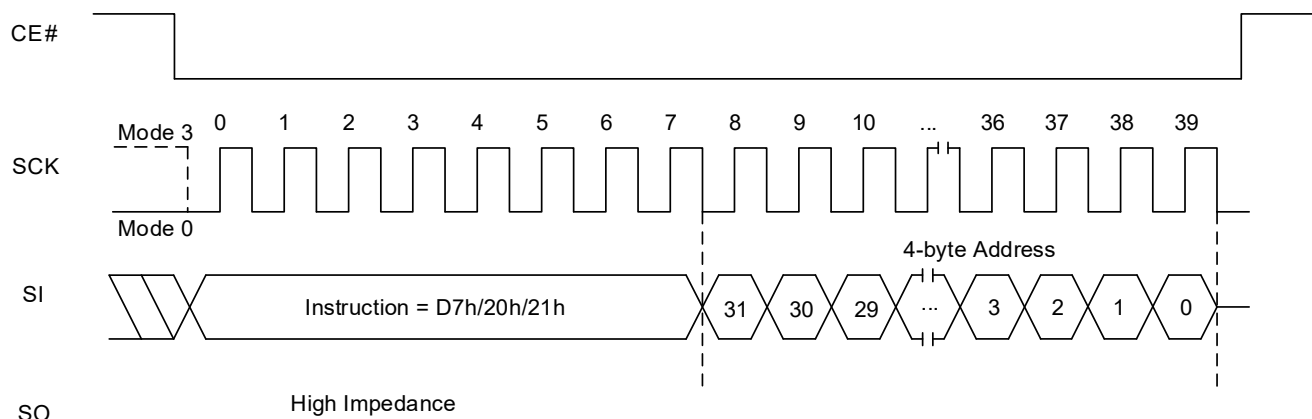 CE#
Mode 3
0 1 2 3 4 5 6 7 8 9 10 ... 36 37 38 39
SCK
Mode 0
4-byte Address
SI
Instruction = D7h/20h/21h
31 30 29 ... 3 2 1 0
High Impedance
SO